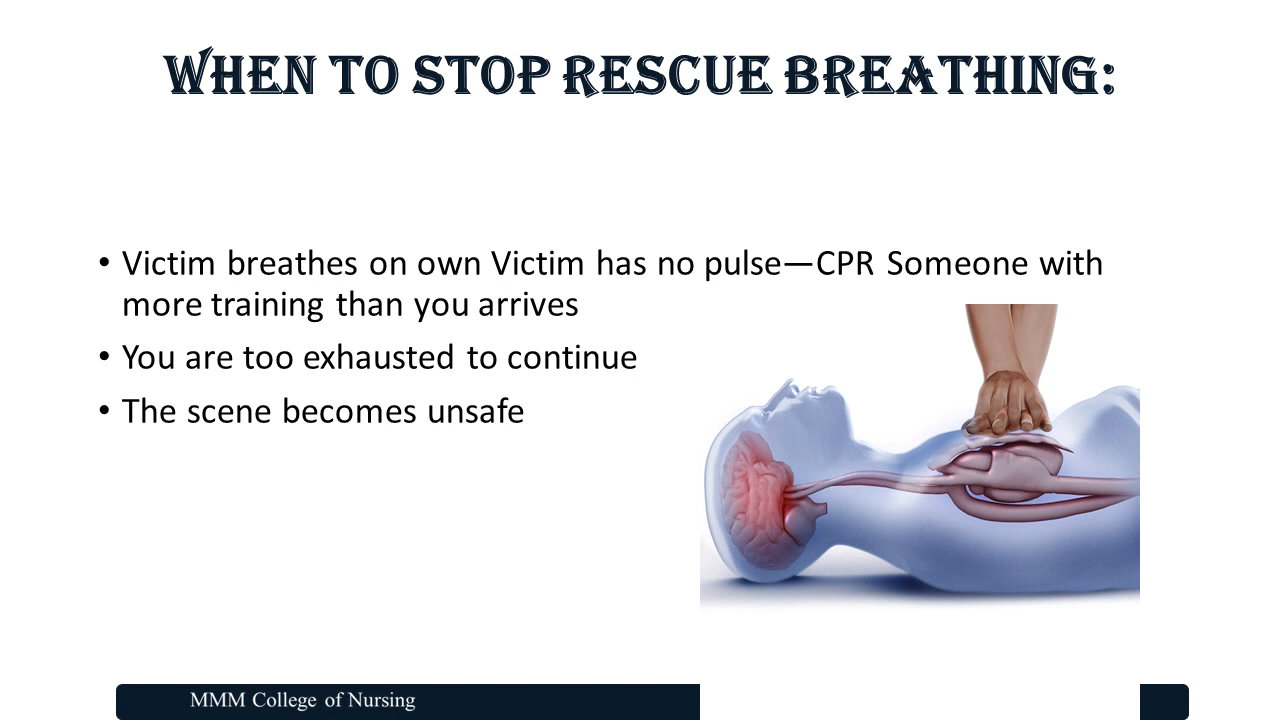 WHEN TO STOP RESCUE BREATHING:
• Victim breathes on own Victim has no pulse—CPR Someone with
more training than you arrives
• You are too exhausted to continue
• The scene becomes unsafe
MMM College of Nursing